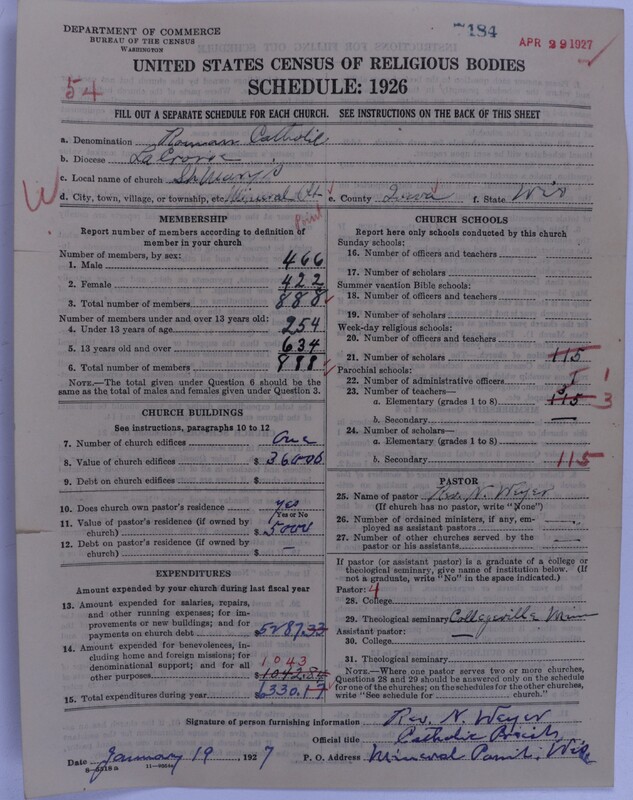 DEPARTMENT OF COMMERCE
BUREAU OF THE CENSUS
WASHINGTON
184
APR 29 1927
UNITED STATES CENSUS OF RELIGIOUS BODIES
SCHEDULE: 1926
54
FILL OUT A SEPARATE SCHEDULE FOR EACH CHURCH. SEE INSTRUCTIONS ON THE BACK OF THIS SHEET
a. Denomination Roman Catholic
b. Diocese LaCrosse
c. Local name of church St Mary's
W
d. City, town, village, or township, etc. Mineral Pt. e. County Iowa f. State Wis
Point
MEMBERSHIP
Report number of members according to definition of member in your church
Number of members, by sex:
1. Male 466
2. Female 422
3. Total number of members 888
Number of members under and over 13 years old:
4. Under 13 years of age 254
5. 13 years old and over 634
6. Total number of members 888
NOTE.—The total given under Question 6 should be the same as the total of males and females given under Question 3.
CHURCH BUILDINGS
See instructions, paragraphs 10 to 12
7. Number of church edifices One
8. Value of church edifices $ 36000
9. Debt on church edifices $
10. Does church own pastor's residence yes
Yes or No
11. Value of pastor's residence (if owned by church) $ 5000
12. Debt on pastor's residence (if owned by church) $ –
EXPENDITURES
Amount expended by your church during last fiscal year
13. Amount expended for salaries, repairs, and other running expenses; for improvements or new buildings; and for payments on church debt $ 5287.33
14. Amount expended for benevolences, including home and foreign missions; for denominational support; and for all other purposes 1043
$ 1042.84
15. Total expenditures during year $ 6330.17
CHURCH SCHOOLS
Report here only schools conducted by this church
Sunday schools:
16. Number of officers and teachers
17. Number of scholars
Summer vacation Bible schools:
18. Number of officers and teachers
19. Number of scholars
Week-day religious schools:
20. Number of officers and teachers
21. Number of scholars 115
Parochial schools:
22. Number of administrative officers 1
23. Number of teachers—
a. Elementary (grades 1 to 8) 115 3
b. Secondary —
24. Number of scholars—
a. Elementary (grades 1 to 8)
b. Secondary 115
PASTOR
25. Name of pastor Rev. N. Weyer
(If church has no pastor, write "None")
26. Number of ordained ministers, if any, employed as assistant pastors —
27. Number of other churches served by the pastor or his assistants —
If pastor (or assistant pastor) is a graduate of a college or theological seminary, give name of institution below. (If not a graduate, write "No" in the space indicated.)
Pastor: 4
28. College
29. Theological seminary Collegeville Minn
Assistant pastor: —
30. College
31. Theological seminary
NOTE.—Where one pastor serves two or more churches, Questions 28 and 29 should be answered only on the schedule for one of the churches; on the schedules for the other churches, write "See schedule for church."
Signature of person furnishing information Rev. N. Weyer
Official title Catholic Priest
Date January 19, 1927 P. O. Address Mineral Point, Wis